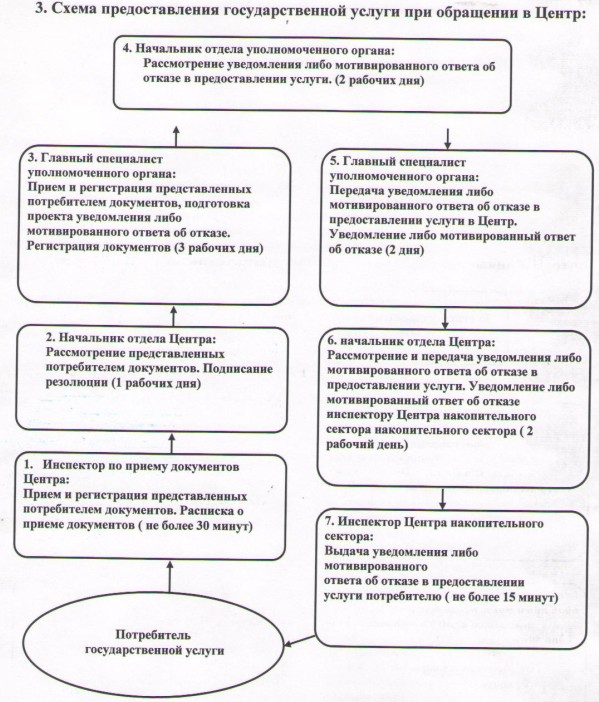 3. Схема предоставления государственной услуги при обращении в Центр:
4. Начальник отдела уполномоченного органа:
Рассмотрение уведомления либо мотивированного ответа об
отказе в предоставлении услуги. (2 рабочих дня)
3. Главный специалист
уполномоченного органа:
Прием и регистрация представленных
потребителем документов, подготовка
проекта уведомления либо
мотивированного ответа об отказе.
Регистрация документов (3 рабочих дня)
5. Главный специалист
уполномоченного органа:
Передача уведомления либо
мотивированного ответа об отказе в
предоставлении услуги в Центр.
Уведомление либо мотивированный ответ
об отказе (2 дня)
2. Начальник отдела Центра:
Рассмотрение представленных
потребителем документов. Подписание
резолюции (1 рабочих дня)
6. начальник отдела Центра:
Рассмотрение и передача уведомления либо
мотивированного ответа об отказе в
предоставлении услуги. Уведомление либо
мотивированный ответ об отказе
инспектору Центра накопительного
сектора накопительного сектора ( 2
рабочий день)
1. Инспектор по приему документов
Центра:
Прием и регистрация представленных
потребителем документов. Расписка о
приеме документов ( не более 30 минут)
7. Инспектор Центра накопительного
сектора:
Выдача уведомления либо
мотивированного
ответа об отказе в предоставлении
услуги потребителю ( не более 15 минут)
Потребитель
государственной услуги